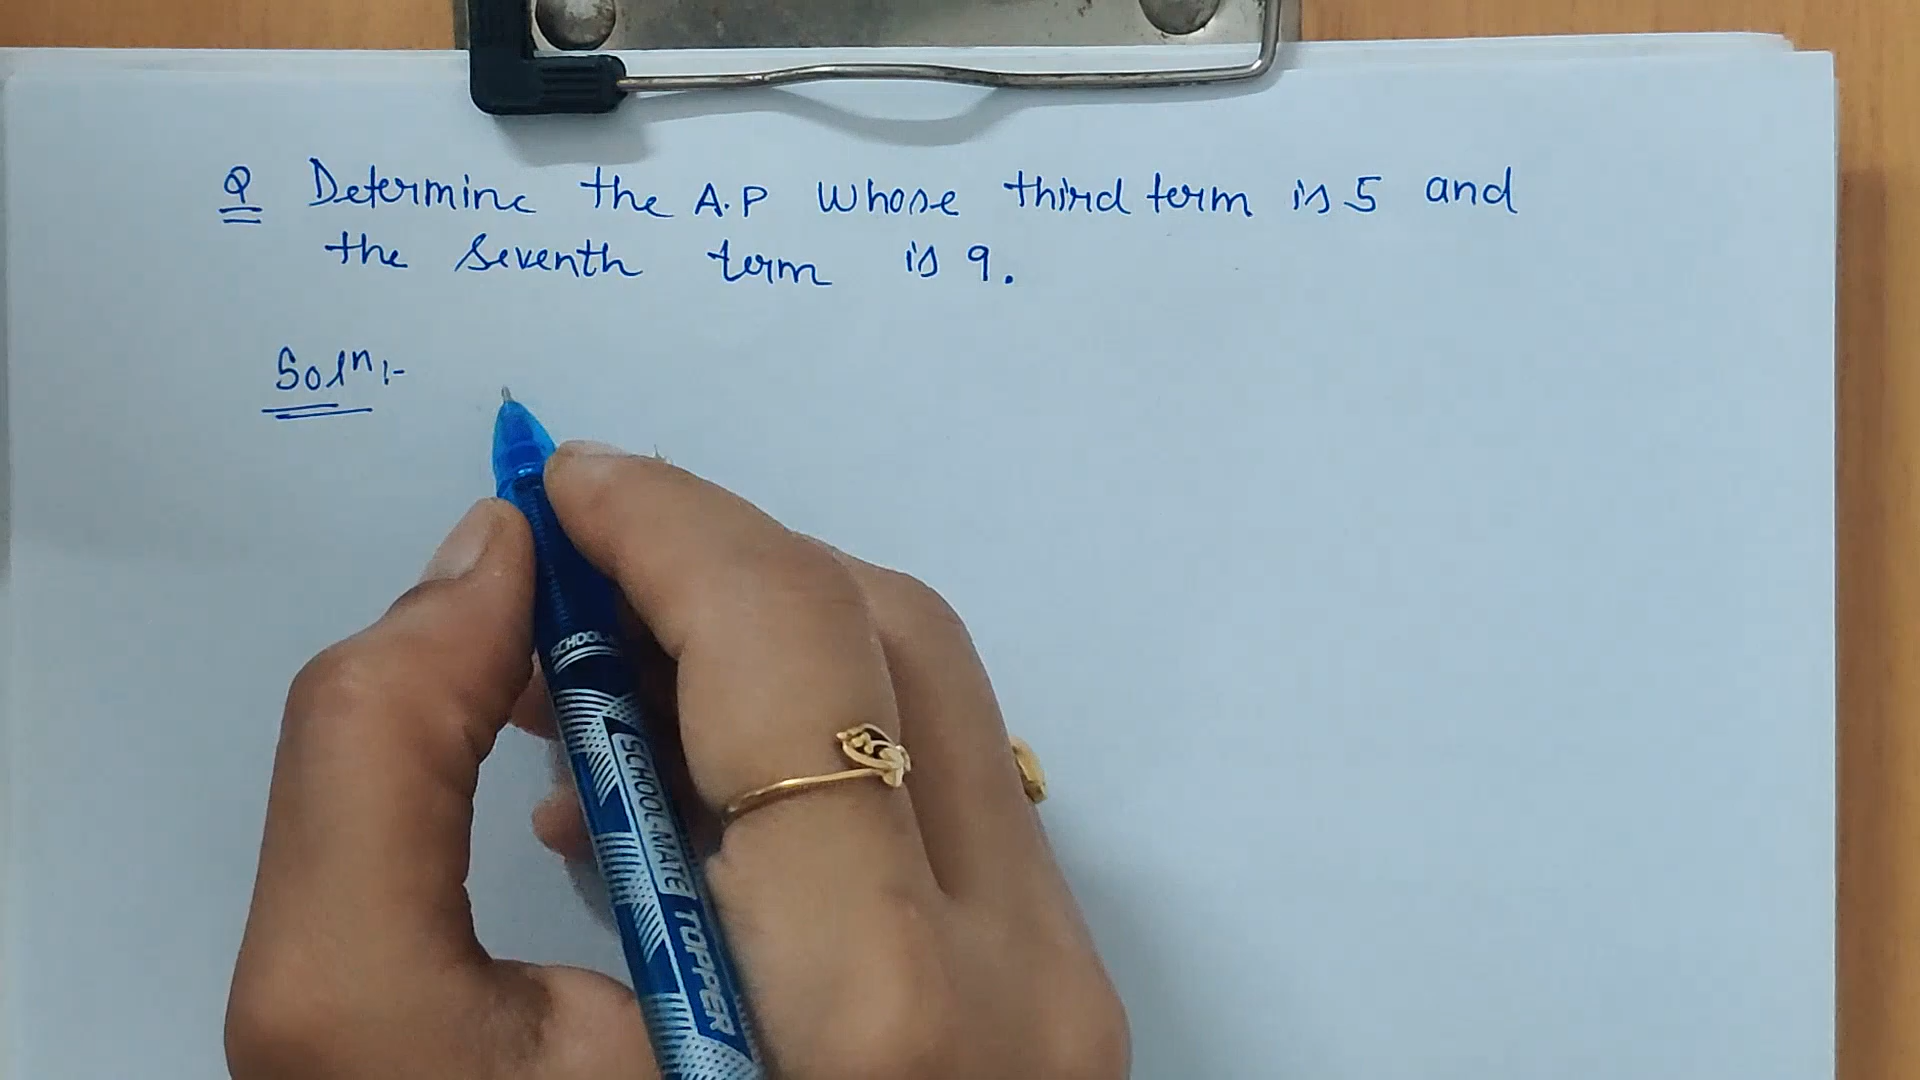 Q Determine the A.P whose third term is 5 and
the seventh term is 9.
Solⁿ:-
SCHOOL-MATE TOPPER